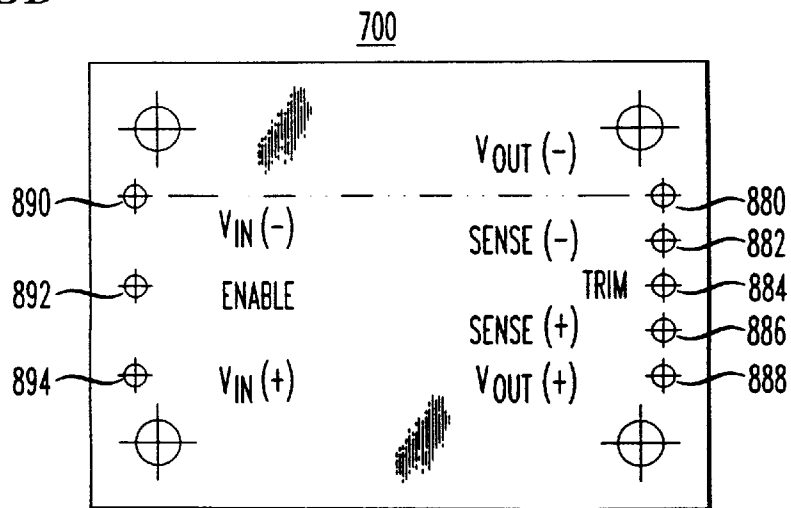 700
VOUT (-)
890
880
VIN (-)
SENSE (-)
882
892
ENABLE
TRIM
884
SENSE (+)
886
894
VIN (+)
VOUT (+)
888